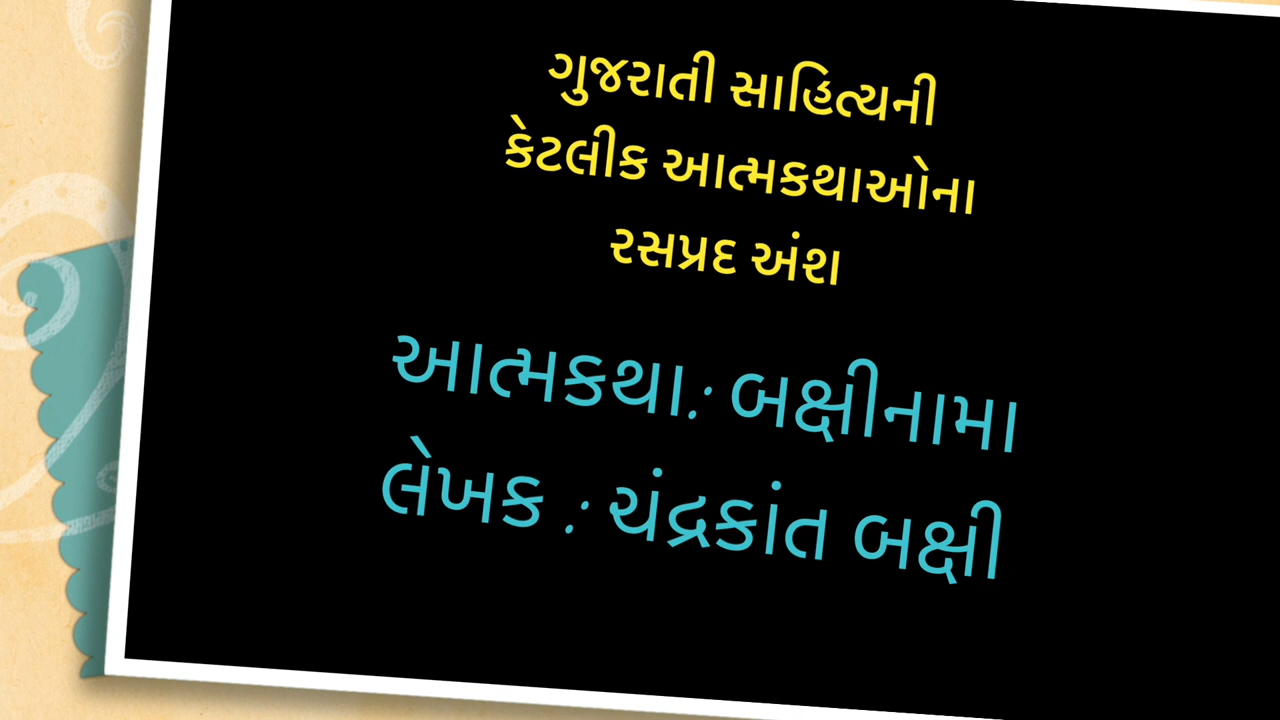 ગુજરાતી સાહિત્યની
કેટલીક આત્મકથાઓના
રસપ્રદ અંશ
આત્મકથા: બક્ષીનામા
લેખક : ચંદ્રકાંત બક્ષી